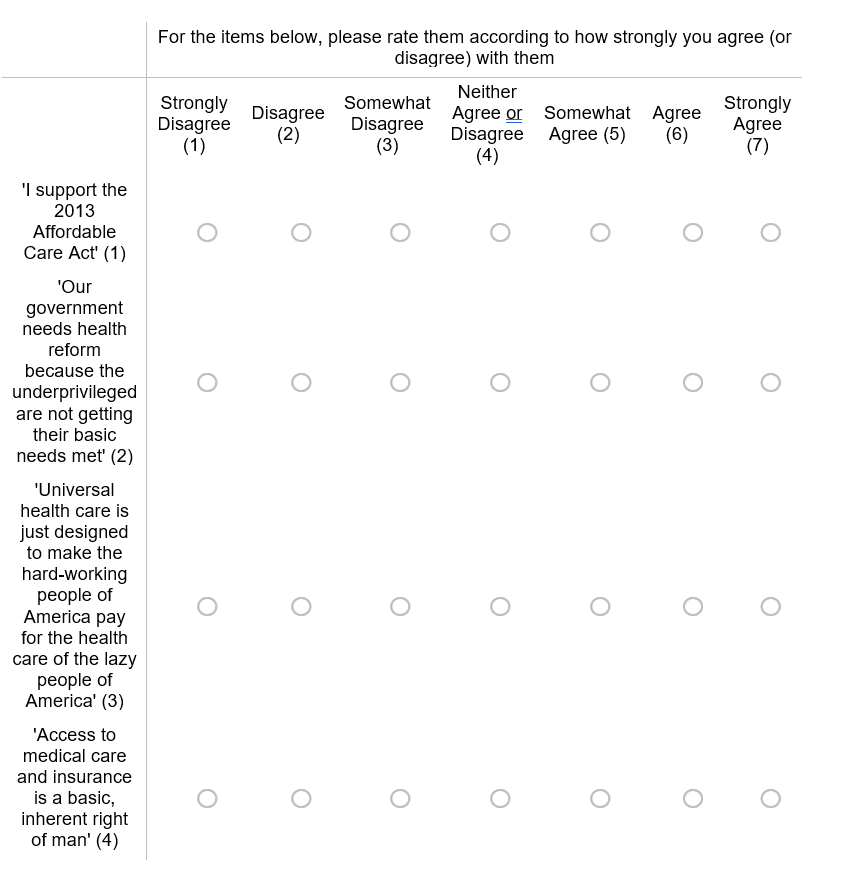 For the items below, please rate them according to how strongly you agree (or
disagree) with them
Strongly
Disagree
(1)
Disagree
(2)
Somewhat
Disagree
(3)
Neither
Agree or
Disagree
(4)
Somewhat
Agree (5)
Agree
(6)
Strongly
Agree
(7)
'I support the
2013
Affordable
Care Act' (1)
'Our
government
needs health
reform
because the
underprivileged
are not getting
their basic
needs met' (2)
'Universal
health care is
just designed
to make the
hard-working
people of
America pay
for the health
care of the lazy
people of
America' (3)
'Access to
medical care
and insurance
is a basic,
inherent right
of man' (4)